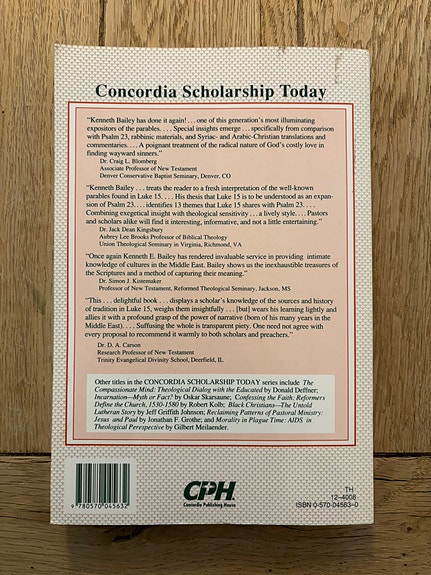 Concordia Scholarship Today
“Kenneth Bailey has done it again! . . . one of this generation’s most illuminating
expositors of the parables. . . . Special insights emerge . . . specifically from comparison
with Psalm 23, rabbinic materials, and Syriac- and Arabic-Christian translations and
commentaries. . . . A poignant treatment of the radical nature of God’s costly love in
finding wayward sinners.”
Dr. Craig L. Blomberg
Associate Professor of New Testament
Denver Conservative Baptist Seminary, Denver, CO
“Kenneth Bailey . . . treats the reader to a fresh interpretation of the well-known
parables found in Luke 15. . . . His thesis that Luke 15 is to be understood as an expan-
sion of Psalm 23. . . . identifies 13 themes that Luke 15 shares with Psalm 23. . . .
Combining exegetical insight with theological sensitivity . . . a lively style. . . . Pastors
and scholars alike will find it interesting, informative, and not a little entertaining.”
Dr. Jack Dean Kingsbury
Aubrey Lee Brooks Professor of Biblical Theology
Union Theological Seminary in Virginia, Richmond, VA
“Once again Kenneth E. Bailey has rendered invaluable service in providing intimate
knowledge of cultures in the Middle East. Bailey shows us the inexhaustible treasures of
the Scriptures and a method of capturing their meaning.”
Dr. Simon J. Kistemaker
Professor of New Testament, Reformed Theological Seminary, Jackson, MS
“This . . . delightful book . . . displays a scholar’s knowledge of the sources and history
of tradition in Luke 15, weighs them insightfully . . . [but] wears his learning lightly and
allies it with a profound grasp of the power of narrative (born of his many years in the
Middle East). . . . Suffusing the whole is transparent piety. One need not agree with
every proposal to recommend it warmly to both scholars and preachers.”
Dr. D. A. Carson
Research Professor of New Testament
Trinity Evangelical Divinity School, Deerfield, IL
Other titles in the CONCORDIA SCHOLARSHIP TODAY series include The
Compassionate Mind: Theological Dialog with the Educated by Donald Deffner;
Incarnation—Myth or Fact? by Oskar Skarsaune; Confessing the Faith: Reformers
Define the Church, 1530-1580 by Robert Kolb; Black Christians—The Untold
Lutheran Story by Jeff Griffith Johnson; Reclaiming Patterns of Pastoral Ministry:
Jesus and Paul by Jonathan F. Grothe; and Morality in Plague Time: AIDS in
Theological Perespective by Gilbert Meilaender.
9 780570 045632
CPH
Concordia Publishing House
TH
12-4008
ISBN 0-570-04563-0